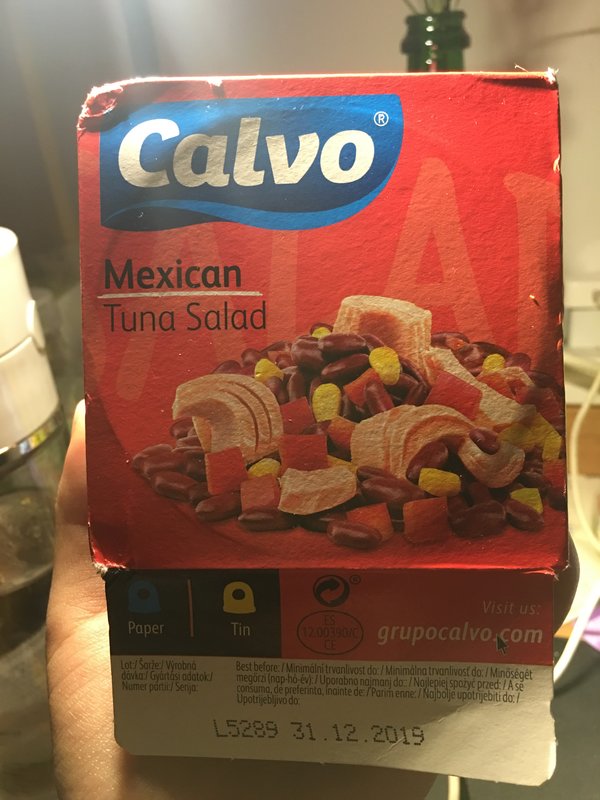 Calvo®
Mexican
Tuna Salad
SALAD
Paper
Tin
®
ES
12.00390/C
CE
Visit us:
grupocalvo.com
Lot:/ Šarže:/ Výrobná
dávka:/ Gyártási adatok:/
Numer partii:/ Serija:
Best before: / Minimální trvanlivost do: / Minimálna trvanlivosť do: / Minőségét
megőrzi (nap-hó-év): / Uporabno najmanj do: / Najlepiej spożyć przed: / A se
consuma, de preferinta, inainte de: / Parim enne: / Najbolje upotrijebiti do: /
Upotrijebljivo do:
L5289 31.12.2019